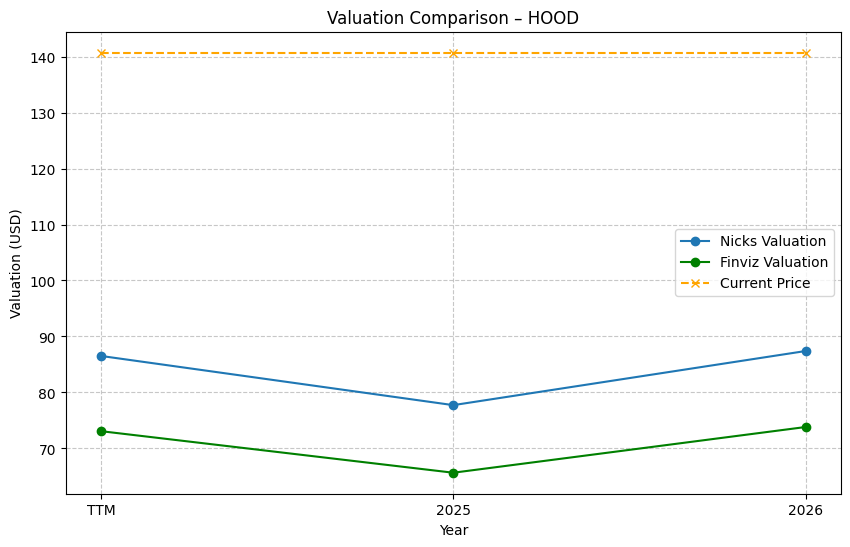 Valuation Comparison – HOOD
Valuation (USD)
140
130
120
110
100
90
80
70
Nicks Valuation
Finviz Valuation
Current Price
TTM
2025
2026
Year